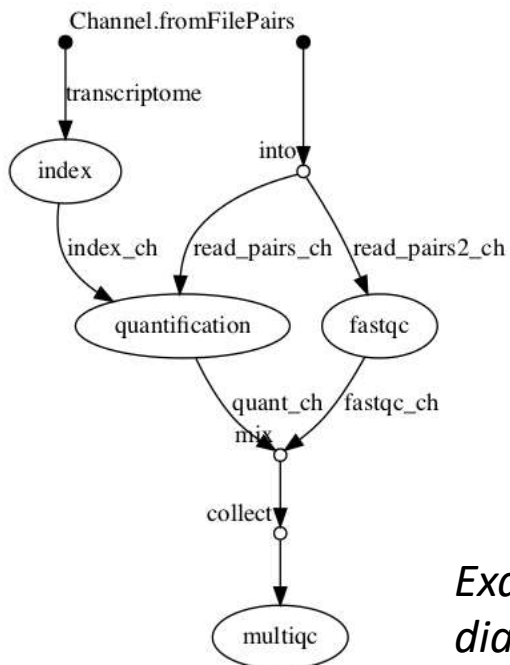 Channel.fromFilePairs
transcriptome
into
index
index_ch
read_pairs_ch
read_pairs2_ch
quantification
fastqc
quant_ch
fastqc_ch
mix
collect
multiqc